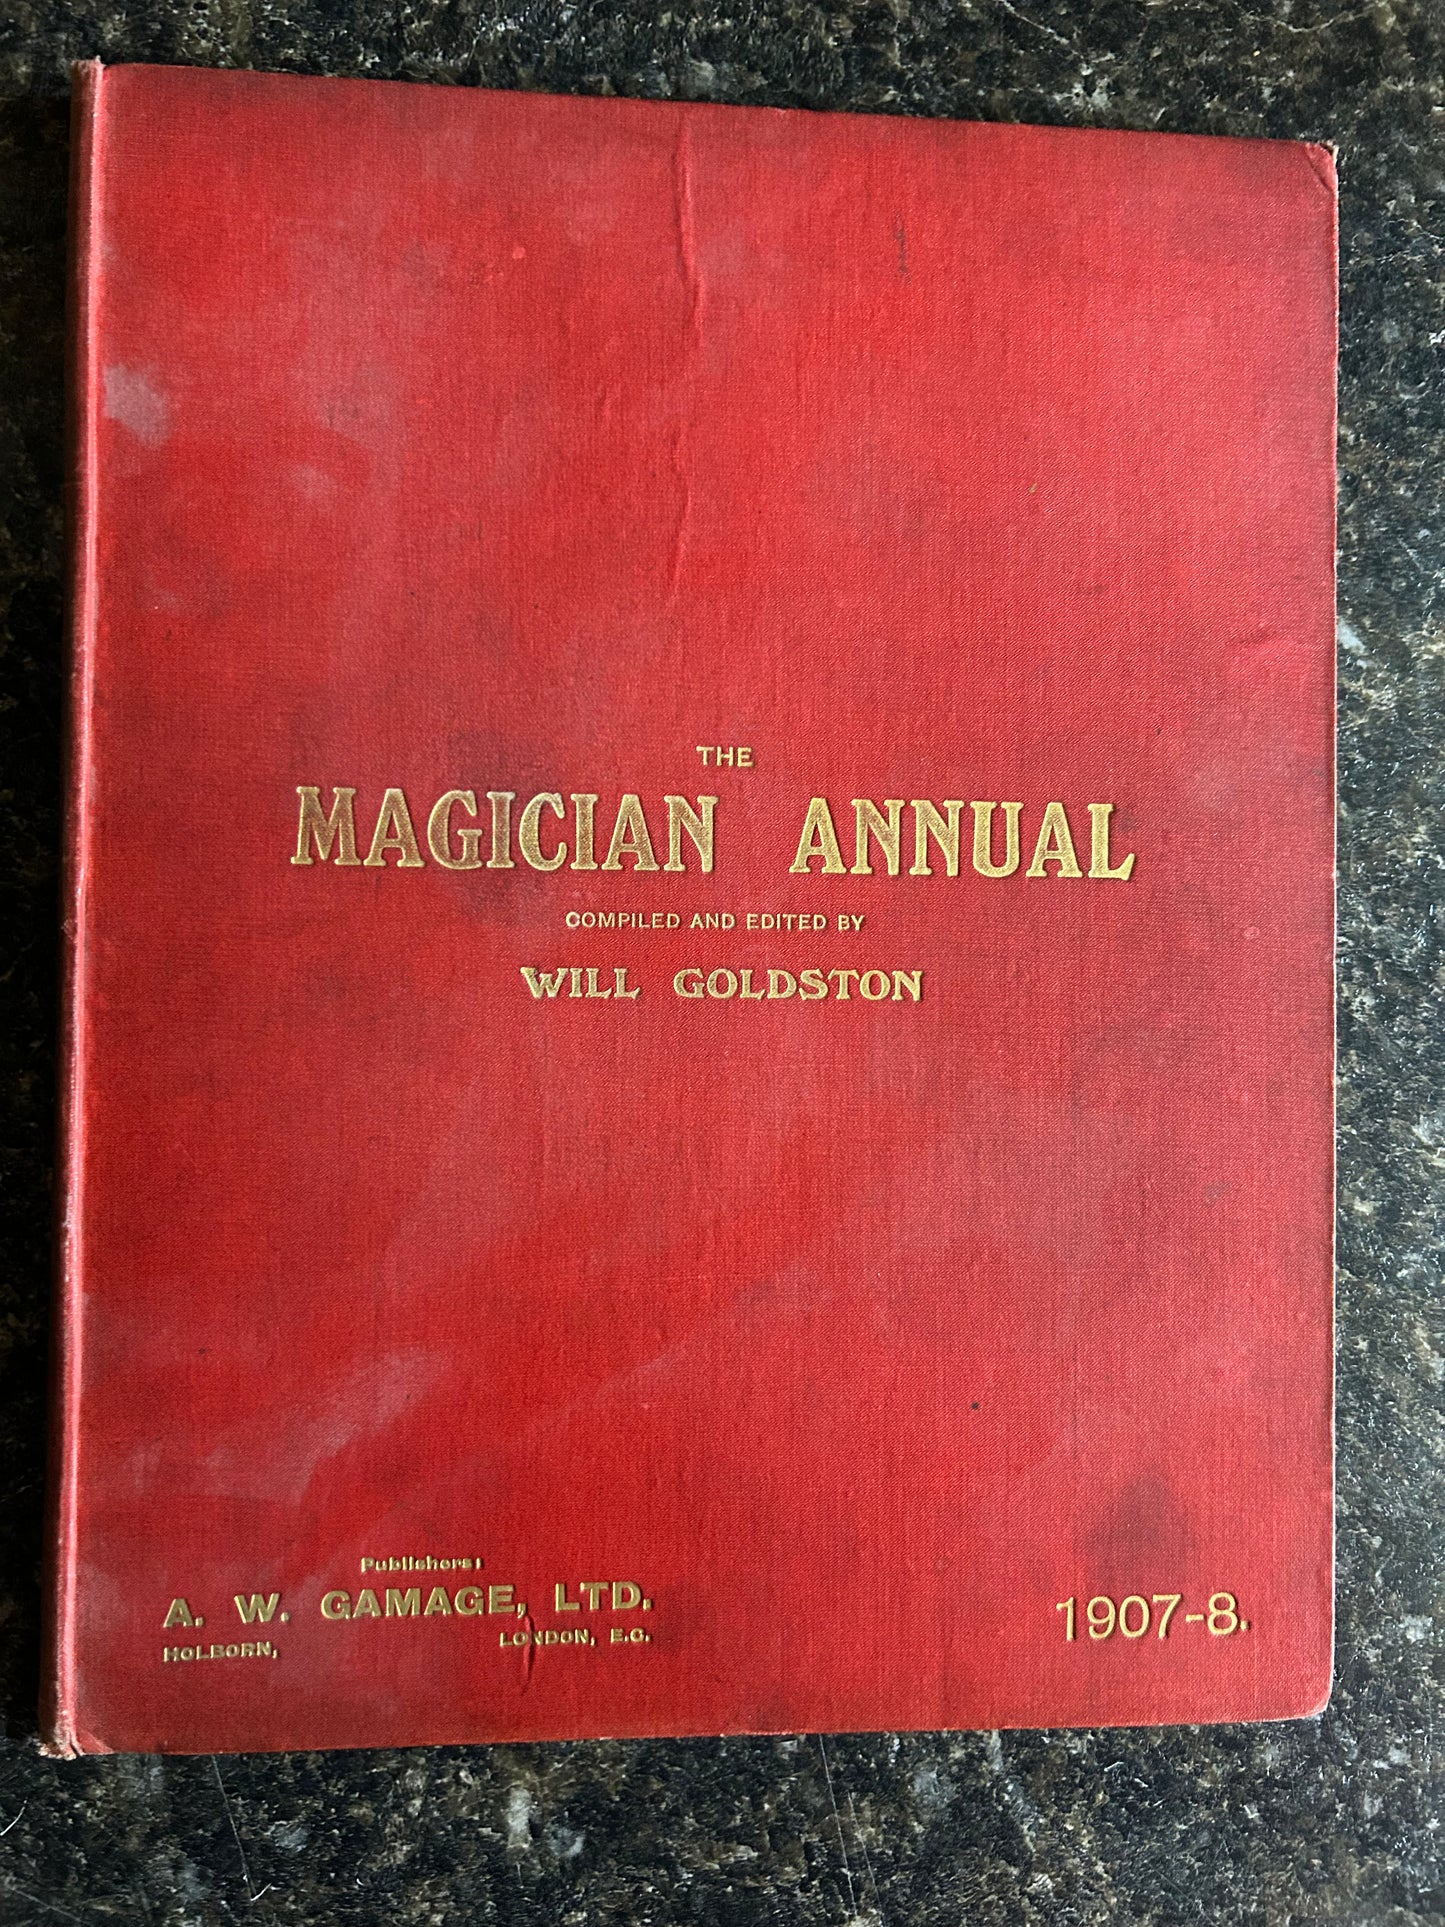 THE
MAGICIAN ANNUAL
COMPILED AND EDITED BY
WILL GOLDSTON
Publishers:
A. W. GAMAGE, LTD.
HOLBORN, LONDON, E.C.
1907-8.